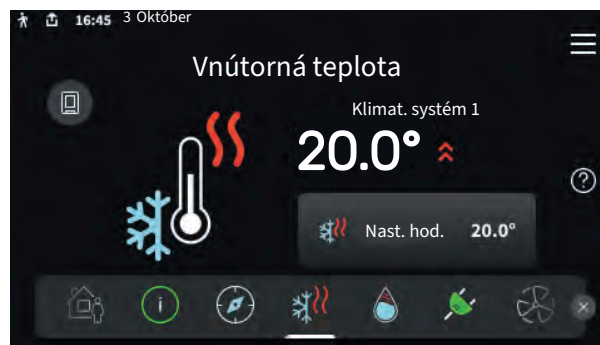 16:45 3 Október
Vnútorná teplota
Klimat. systém 1
20.0°
Nast. hod. 20.0°